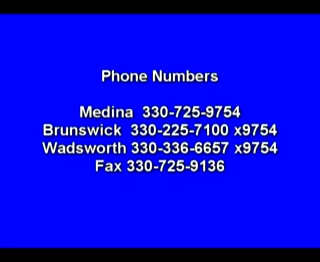 Phone Numbers
Medina 330-725-9754
Brunswick 330-225-7100 x9754
Wadsworth 330-336-6657 x9754
Fax 330-725-9136